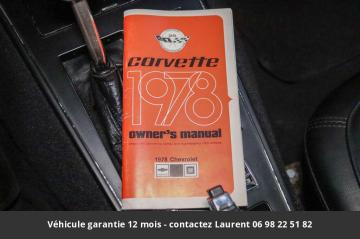 Corvette
1978
owner's manual
1978 Chevrolet
Véhicule garantie 12 mois - contactez Laurent 06 98 22 51 82